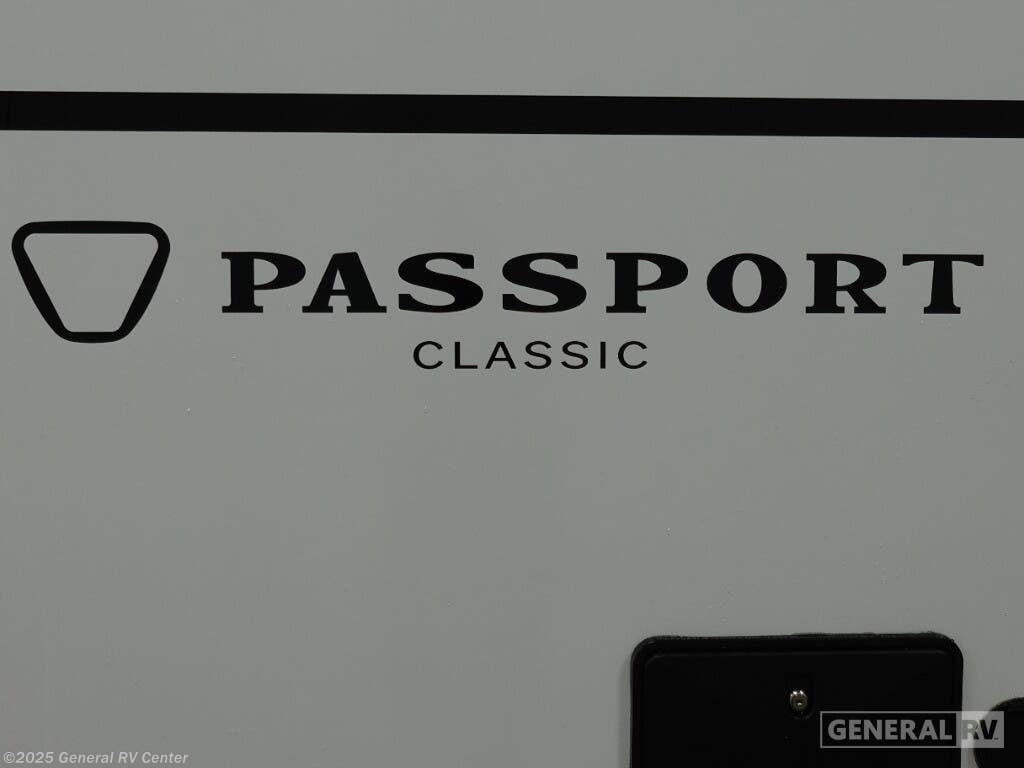 PASSPORT
CLASSIC
GENERAL RV
©2025 General RV Center